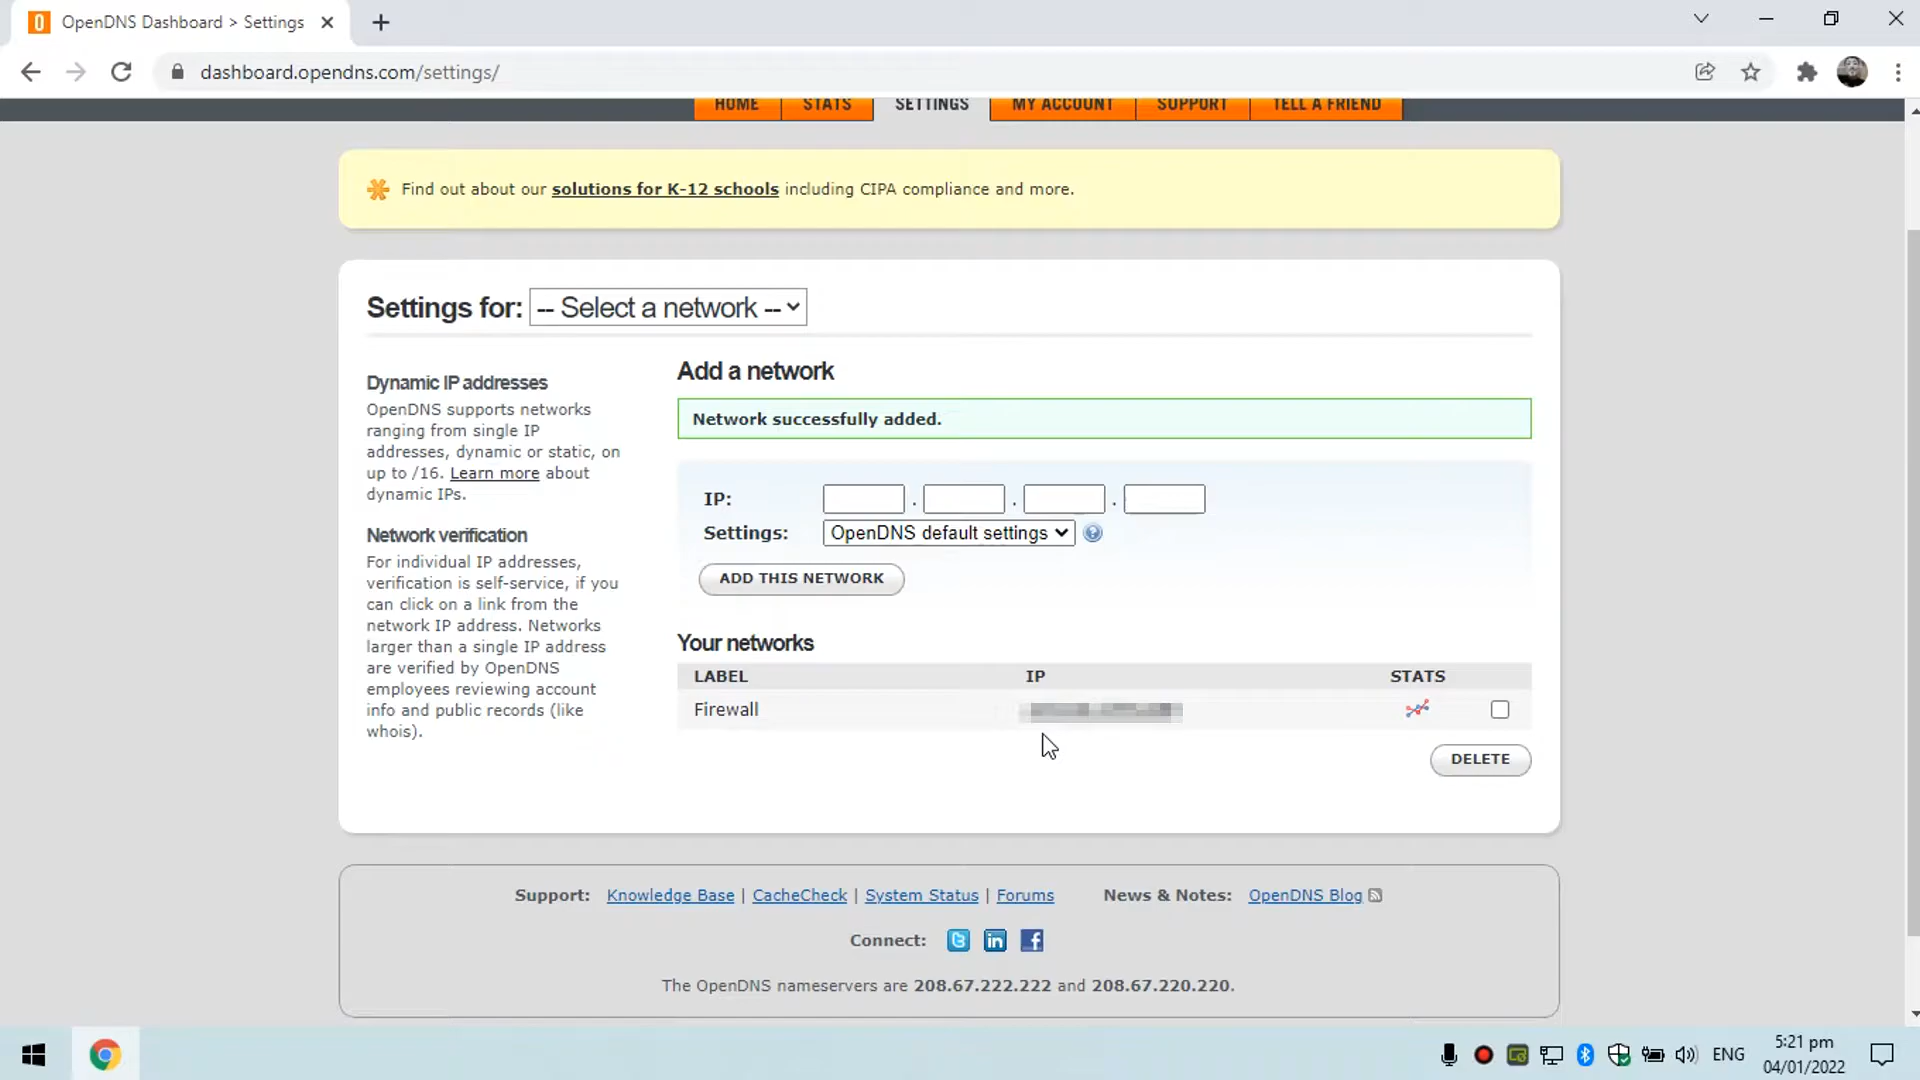 OpenDNS Dashboard > Settings
dashboard.opendns.com/settings/
HOME STATS SETTINGS MY ACCOUNT SUPPORT TELL A FRIEND
Find out about our solutions for K-12 schools including CIPA compliance and more.
Settings for: -- Select a network --
Dynamic IP addresses
OpenDNS supports networks
ranging from single IP
addresses, dynamic or static, on
up to /16. Learn more about
dynamic IPs.
Network verification
For individual IP addresses,
verification is self-service, if you
can click on a link from the
network IP address. Networks
larger than a single IP address
are verified by OpenDNS
employees reviewing account
info and public records (like
whois).
Add a network
Network successfully added.
IP: . . .
Settings: OpenDNS default settings
ADD THIS NETWORK
Your networks
LABEL IP STATS
Firewall
DELETE
Support: Knowledge Base | CacheCheck | System Status | Forums News & Notes: OpenDNS Blog
Connect:
The OpenDNS nameservers are 208.67.222.222 and 208.67.220.220.
ENG
5:21 pm
04/01/2022